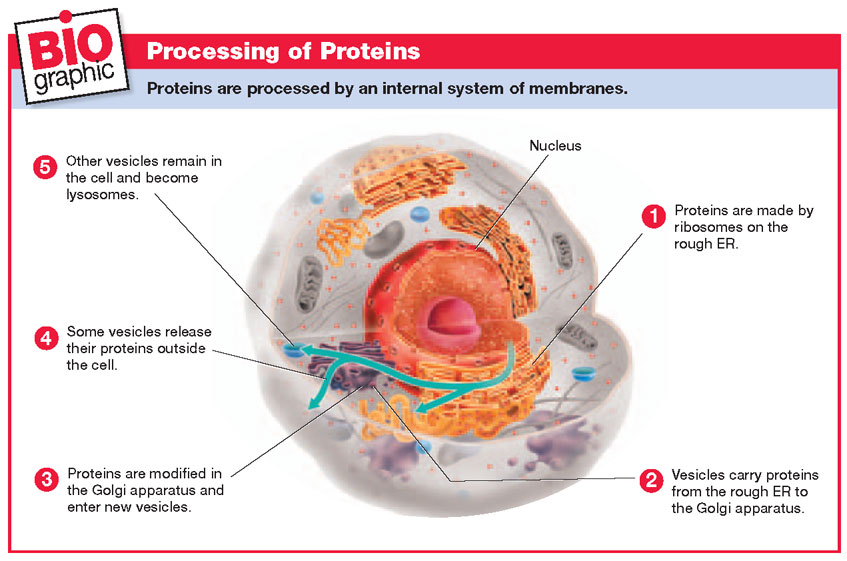 BIO
graphic
Processing of Proteins
Proteins are processed by an internal system of membranes.
Nucleus
1
Proteins are made by
ribosomes on the
rough ER.
2
Vesicles carry proteins
from the rough ER to
the Golgi apparatus.
3
Proteins are modified in
the Golgi apparatus and
enter new vesicles.
4
Some vesicles release
their proteins outside
the cell.
5
Other vesicles remain in
the cell and become
lysosomes.